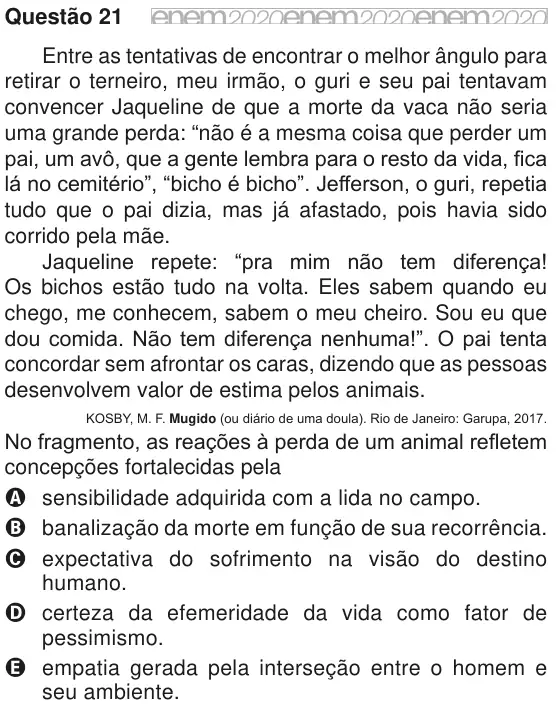 Questão 21 enem2020enem2020enem2020
Entre as tentativas de encontrar o melhor ângulo para
retirar o terneiro, meu irmão, o guri e seu pai tentavam
convencer Jaqueline de que a morte da vaca não seria
uma grande perda: “não é a mesma coisa que perder um
pai, um avô, que a gente lembra para o resto da vida, fica
lá no cemitério”, “bicho é bicho”. Jefferson, o guri, repetia
tudo que o pai dizia, mas já afastado, pois havia sido
corrido pela mãe.
Jaqueline repete: “pra mim não tem diferença!
Os bichos estão tudo na volta. Eles sabem quando eu
chego, me conhecem, sabem o meu cheiro. Sou eu que
dou comida. Não tem diferença nenhuma!”. O pai tenta
concordar sem afrontar os caras, dizendo que as pessoas
desenvolvem valor de estima pelos animais.
KOSBY, M. F. Mugido (ou diário de uma doula). Rio de Janeiro: Garupa, 2017.
No fragmento, as reações à perda de um animal refletem
concepções fortalecidas pela
A sensibilidade adquirida com a lida no campo.
B banalização da morte em função de sua recorrência.
C expectativa do sofrimento na visão do destino
humano.
D certeza da efemeridade da vida como fator de
pessimismo.
E empatia gerada pela interseção entre o homem e
seu ambiente.